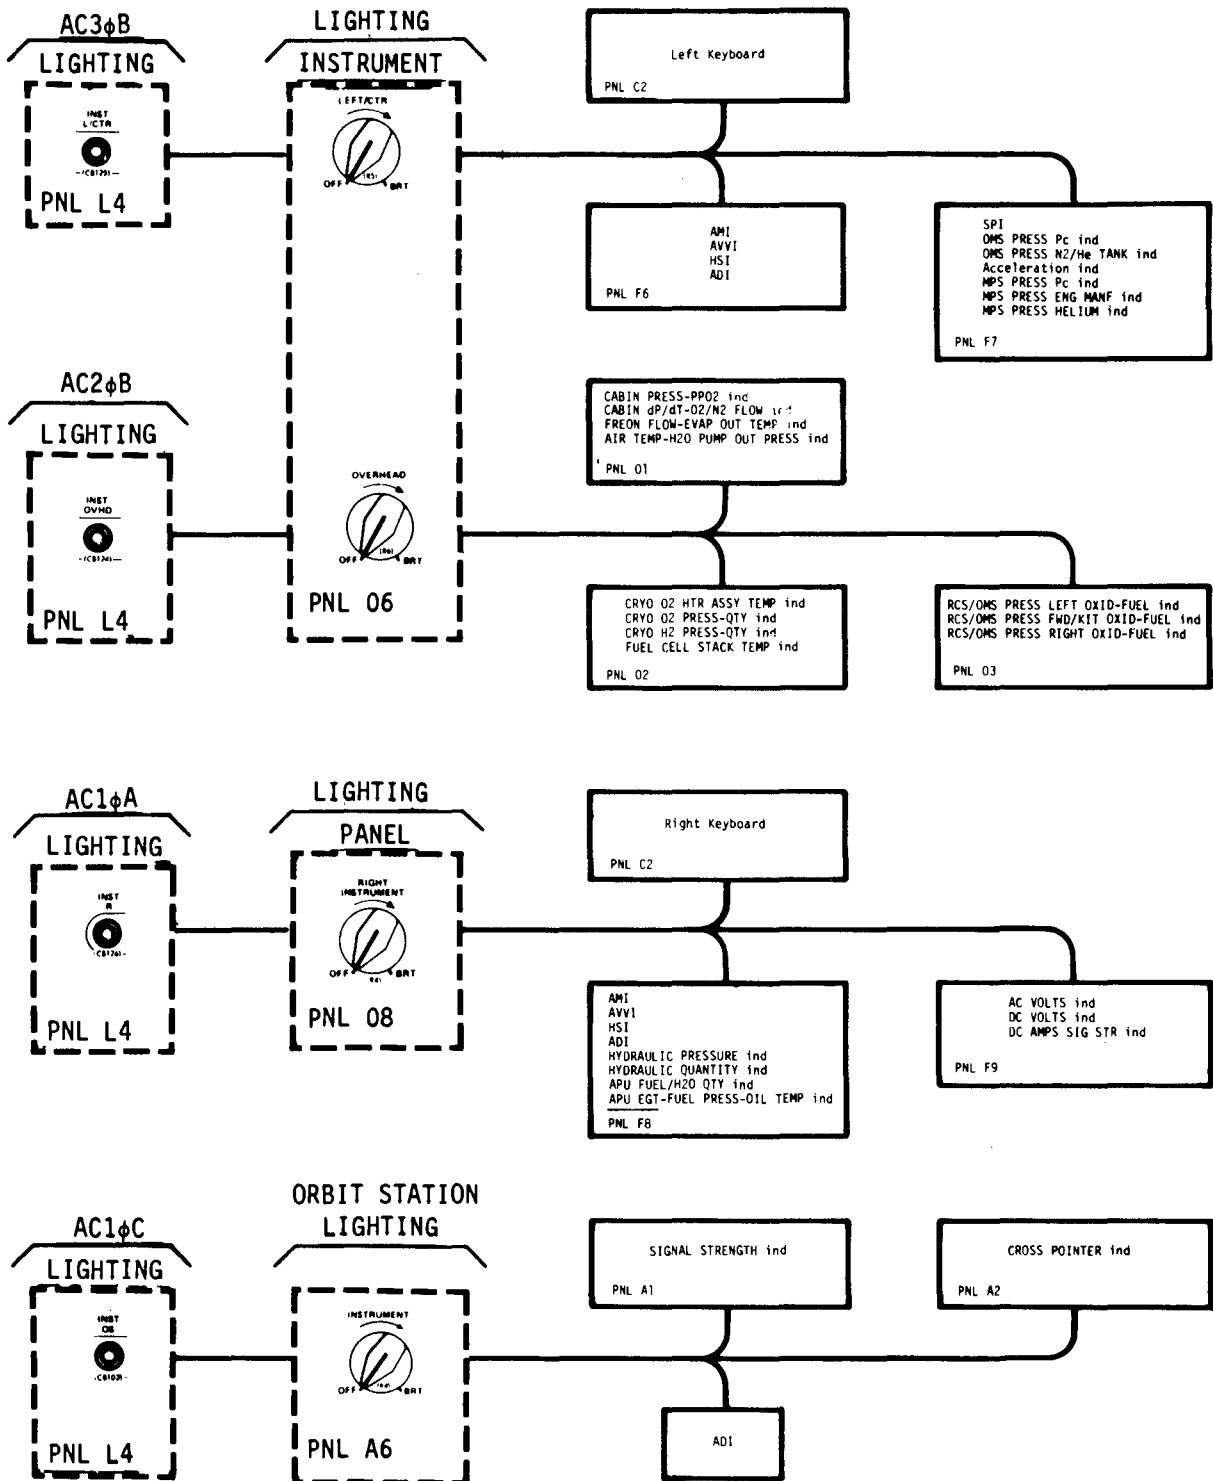 AC3ϕB
LIGHTING
INST
L/CTR
(CB125)
PNL L4
LIGHTING
INSTRUMENT
LEFT/CTR
OFF
(R5)
BRT
Left Keyboard
PNL C2
AMI
AVVI
HSI
ADI
PNL F6
SPI
OMS PRESS Pc ind
OMS PRESS N2/He TANK ind
Acceleration ind
MPS PRESS Pc ind
MPS PRESS ENG MANF ind
MPS PRESS HELIUM ind
PNL F7
AC2ϕB
LIGHTING
INST
OVHD
PNL L4
OVERHEAD
OFF
(R6)
BRT
PNL O6
CABIN PRESS-PPO2 ind
CABIN dP/dT-O2/N2 FLOW ind
FREON FLOW-EVAP OUT TEMP ind
AIR TEMP-H2O PUMP OUT PRESS ind
PNL O1
CRYO O2 HTR ASSY TEMP ind
CRYO O2 PRESS-QTY ind
CRYO H2 PRESS-QTY ind
FUEL CELL STACK TEMP ind
PNL O2
RCS/OMS PRESS LEFT OXID-FUEL ind
RCS/OMS PRESS FWD/KIT OXID-FUEL ind
RCS/OMS PRESS RIGHT OXID-FUEL ind
PNL O3
AC1ϕA
LIGHTING
INST
R
PNL L4
LIGHTING
PANEL
RIGHT
INSTRUMENT
OFF
BRT
PNL O8
Right Keyboard
PNL C2
AMI
AVVI
HSI
ADI
HYDRAULIC PRESSURE ind
HYDRAULIC QUANTITY ind
APU FUEL/H2O QTY ind
APU EGT-FUEL PRESS-OIL TEMP ind
PNL F8
AC VOLTS ind
DC VOLTS ind
DC AMPS SIG STR ind
PNL F9
AC1ϕC
LIGHTING
INST
OS
PNL L4
ORBIT STATION
LIGHTING
INSTRUMENT
OFF
BRT
PNL A6
SIGNAL STRENGTH ind
PNL A1
CROSS POINTER ind
PNL A2
ADI